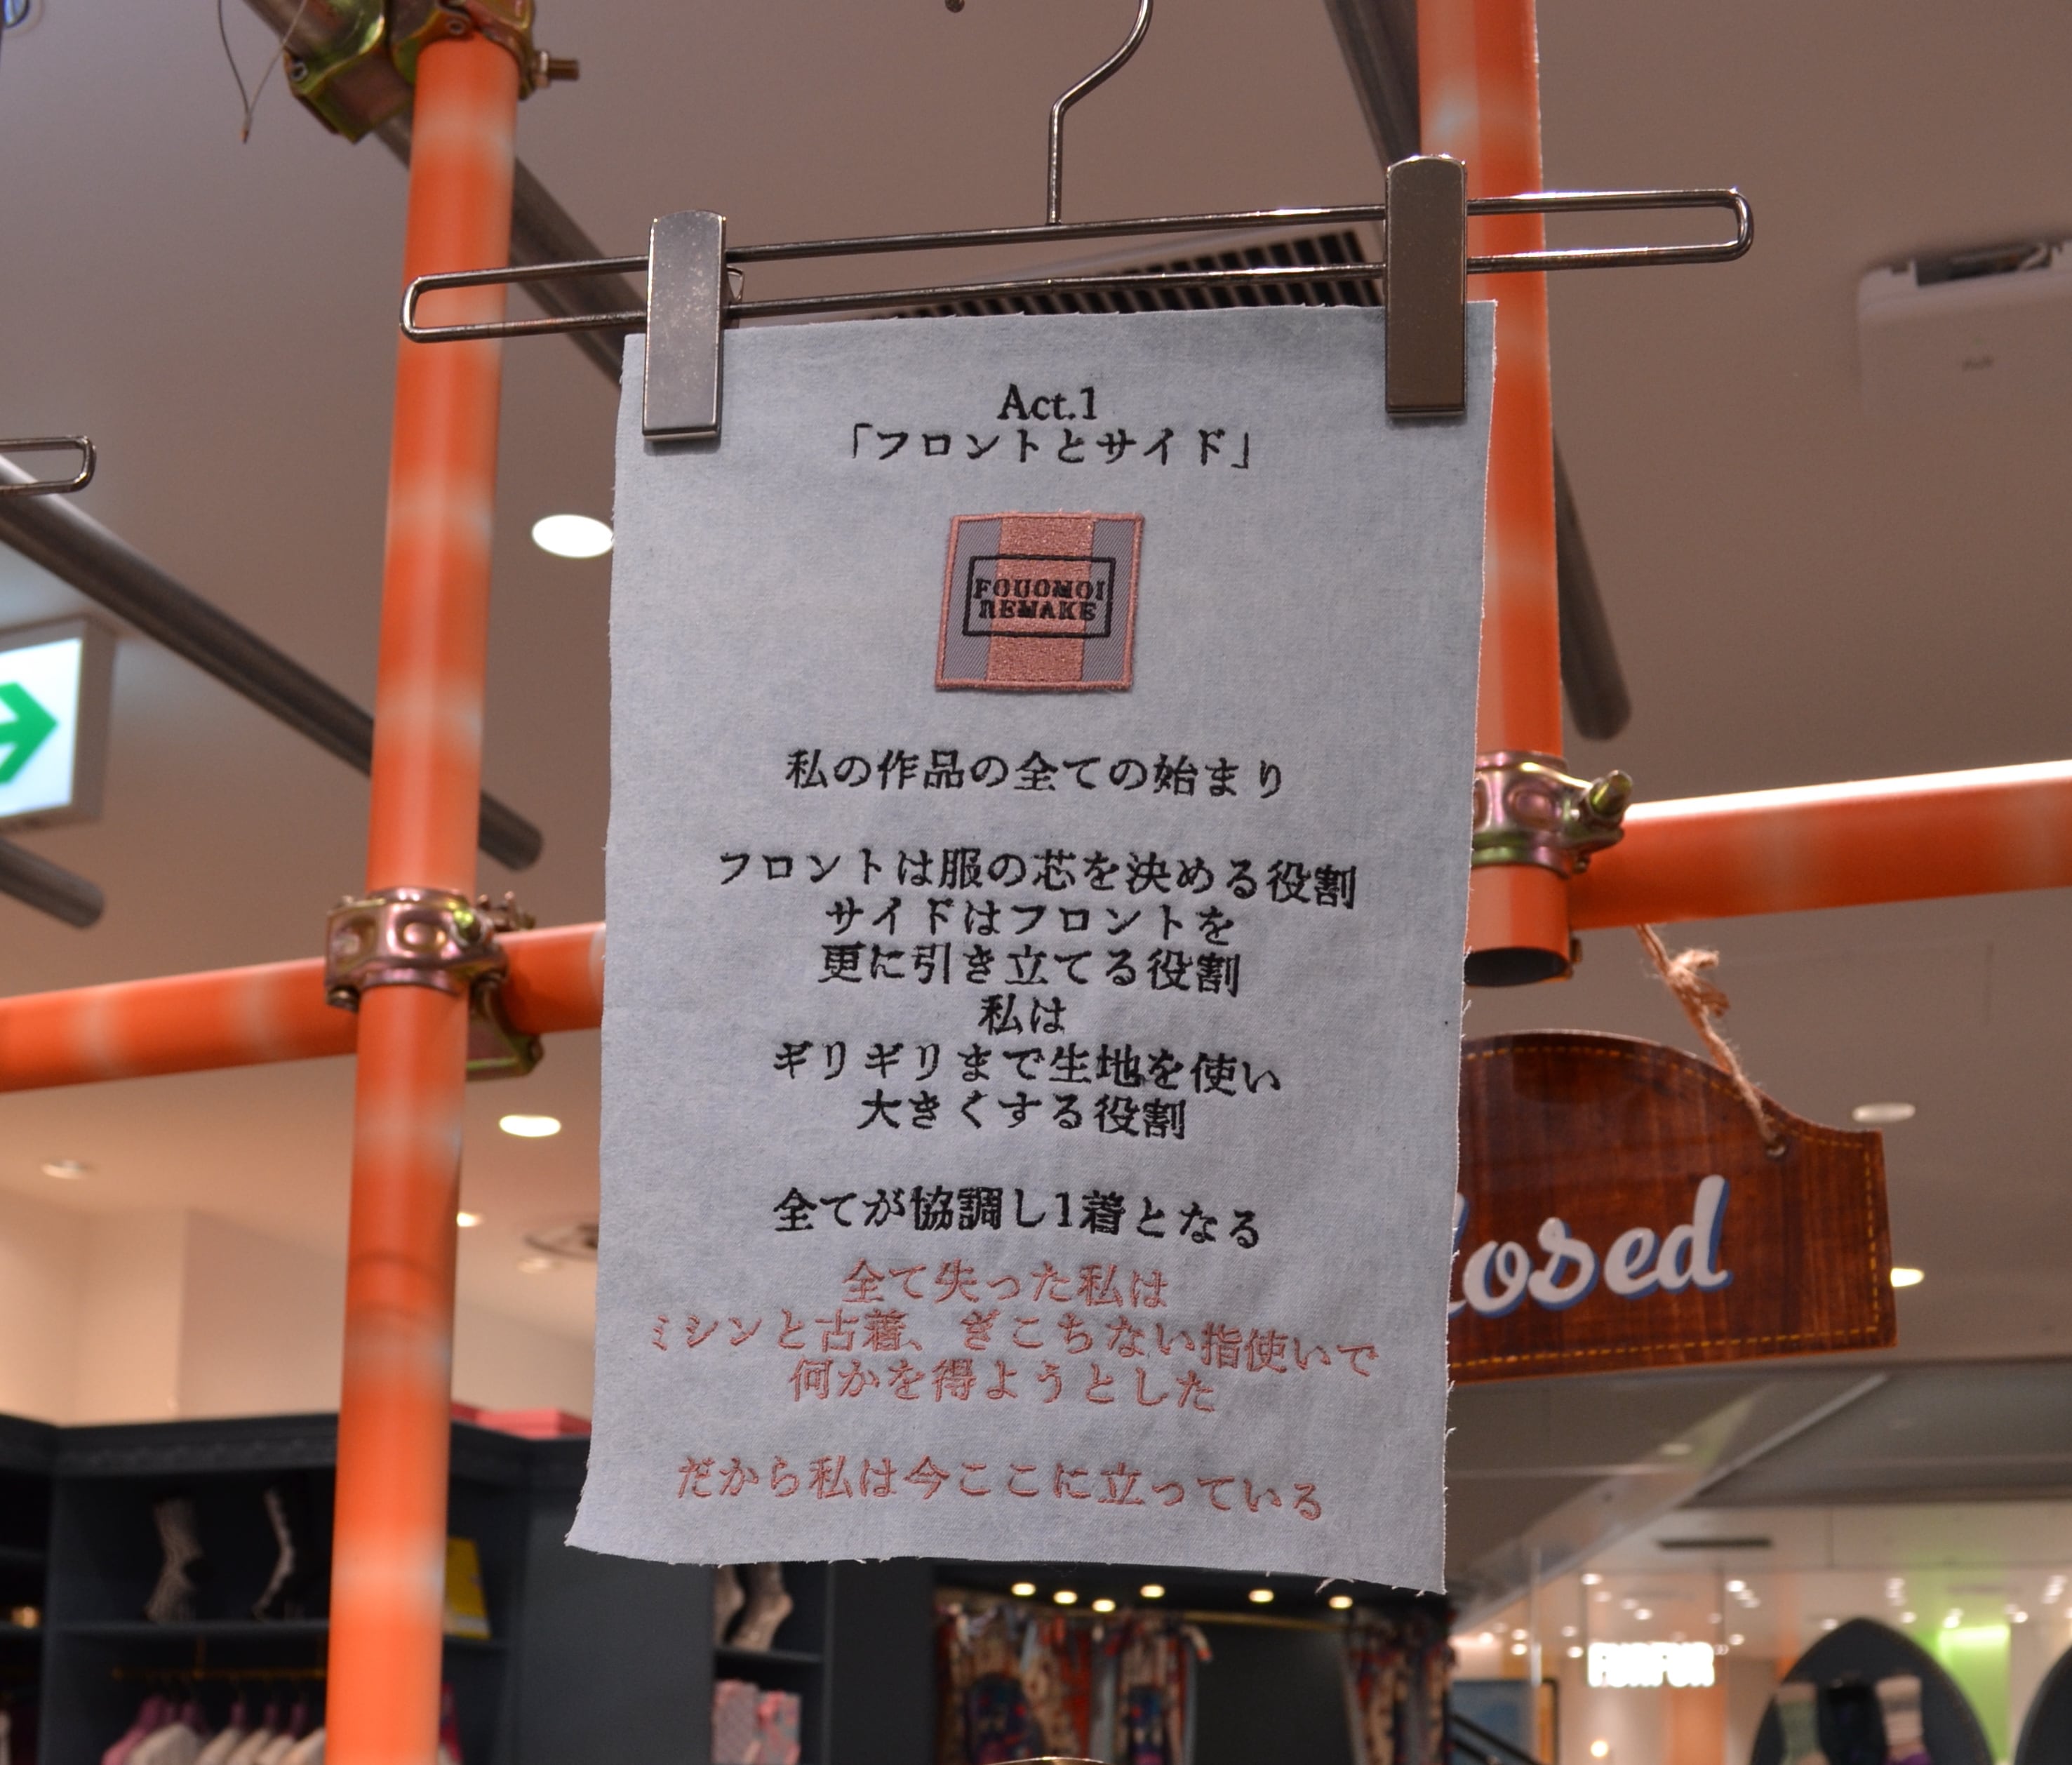 Act.1
「フロントとサイド」
FOUOMOI
REMAKE
私の作品の全ての始まり
フロントは服の芯を決める役割
サイドはフロントを
更に引き立てる役割
私は
ギリギリまで生地を使い
大きくする役割
全てが協調し1着となる
全て失った私は
ミシンと古着、ぎこちない指使いで
何かを得ようとした
だから私は今ここに立っている
losed
FURFUR